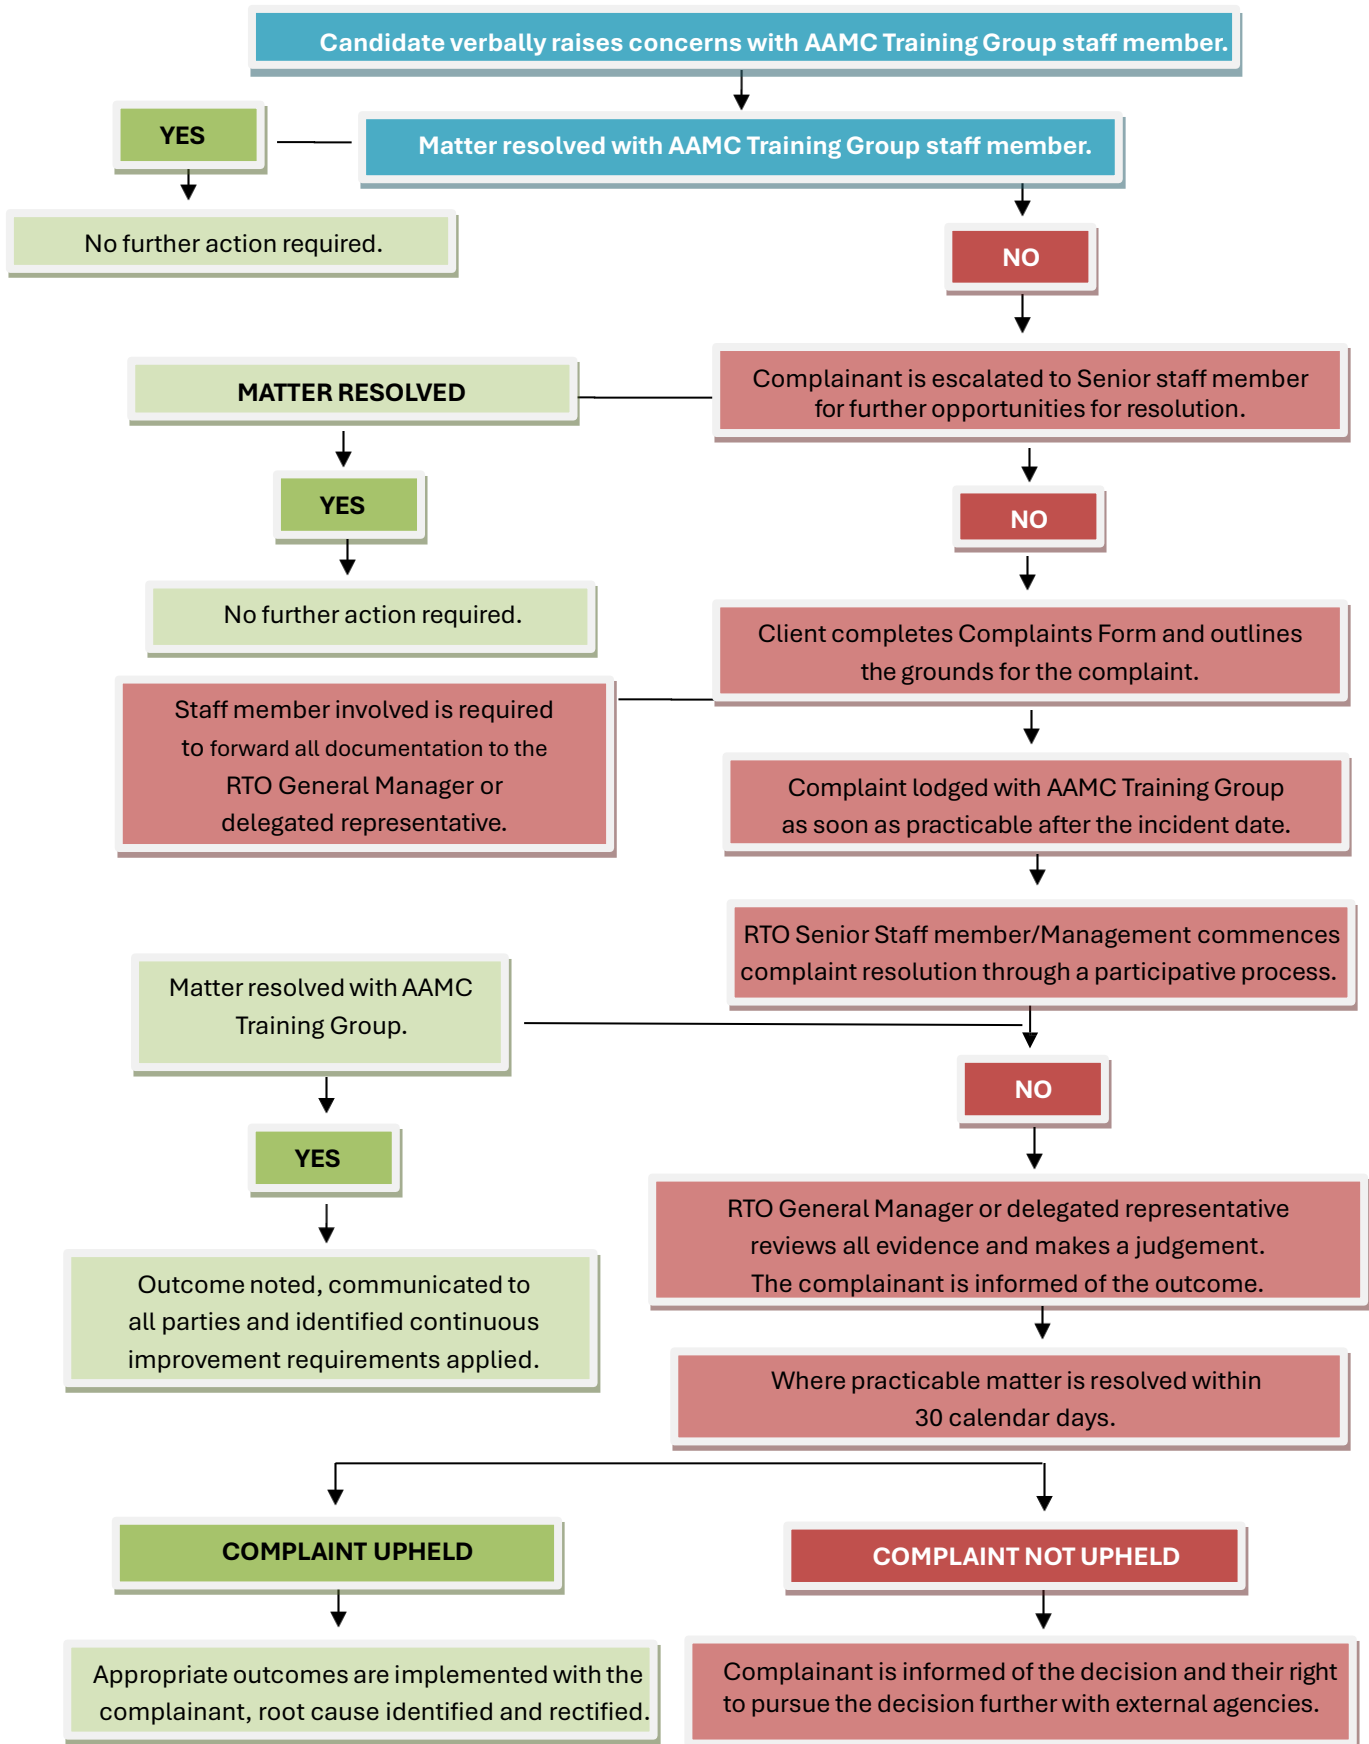 Candidate verbally raises concerns with AAMC Training Group staff member.
YES
Matter resolved with AAMC Training Group staff member.
No further action required.
NO
MATTER RESOLVED
Complainant is escalated to Senior staff member
for further opportunities for resolution.
YES
NO
No further action required.
Client completes Complaints Form and outlines
the grounds for the complaint.
Staff member involved is required
to forward all documentation to the
RTO General Manager or
delegated representative.
Complaint lodged with AAMC Training Group
as soon as practicable after the incident date.
RTO Senior Staff member/Management commences
complaint resolution through a participative process.
Matter resolved with AAMC
Training Group.
NO
YES
RTO General Manager or delegated representative
reviews all evidence and makes a judgement.
The complainant is informed of the outcome.
Outcome noted, communicated to
all parties and identified continuous
improvement requirements applied.
Where practicable matter is resolved within
30 calendar days.
COMPLAINT UPHELD
COMPLAINT NOT UPHELD
Appropriate outcomes are implemented with the
complainant, root cause identified and rectified.
Complainant is informed of the decision and their right
to pursue the decision further with external agencies.